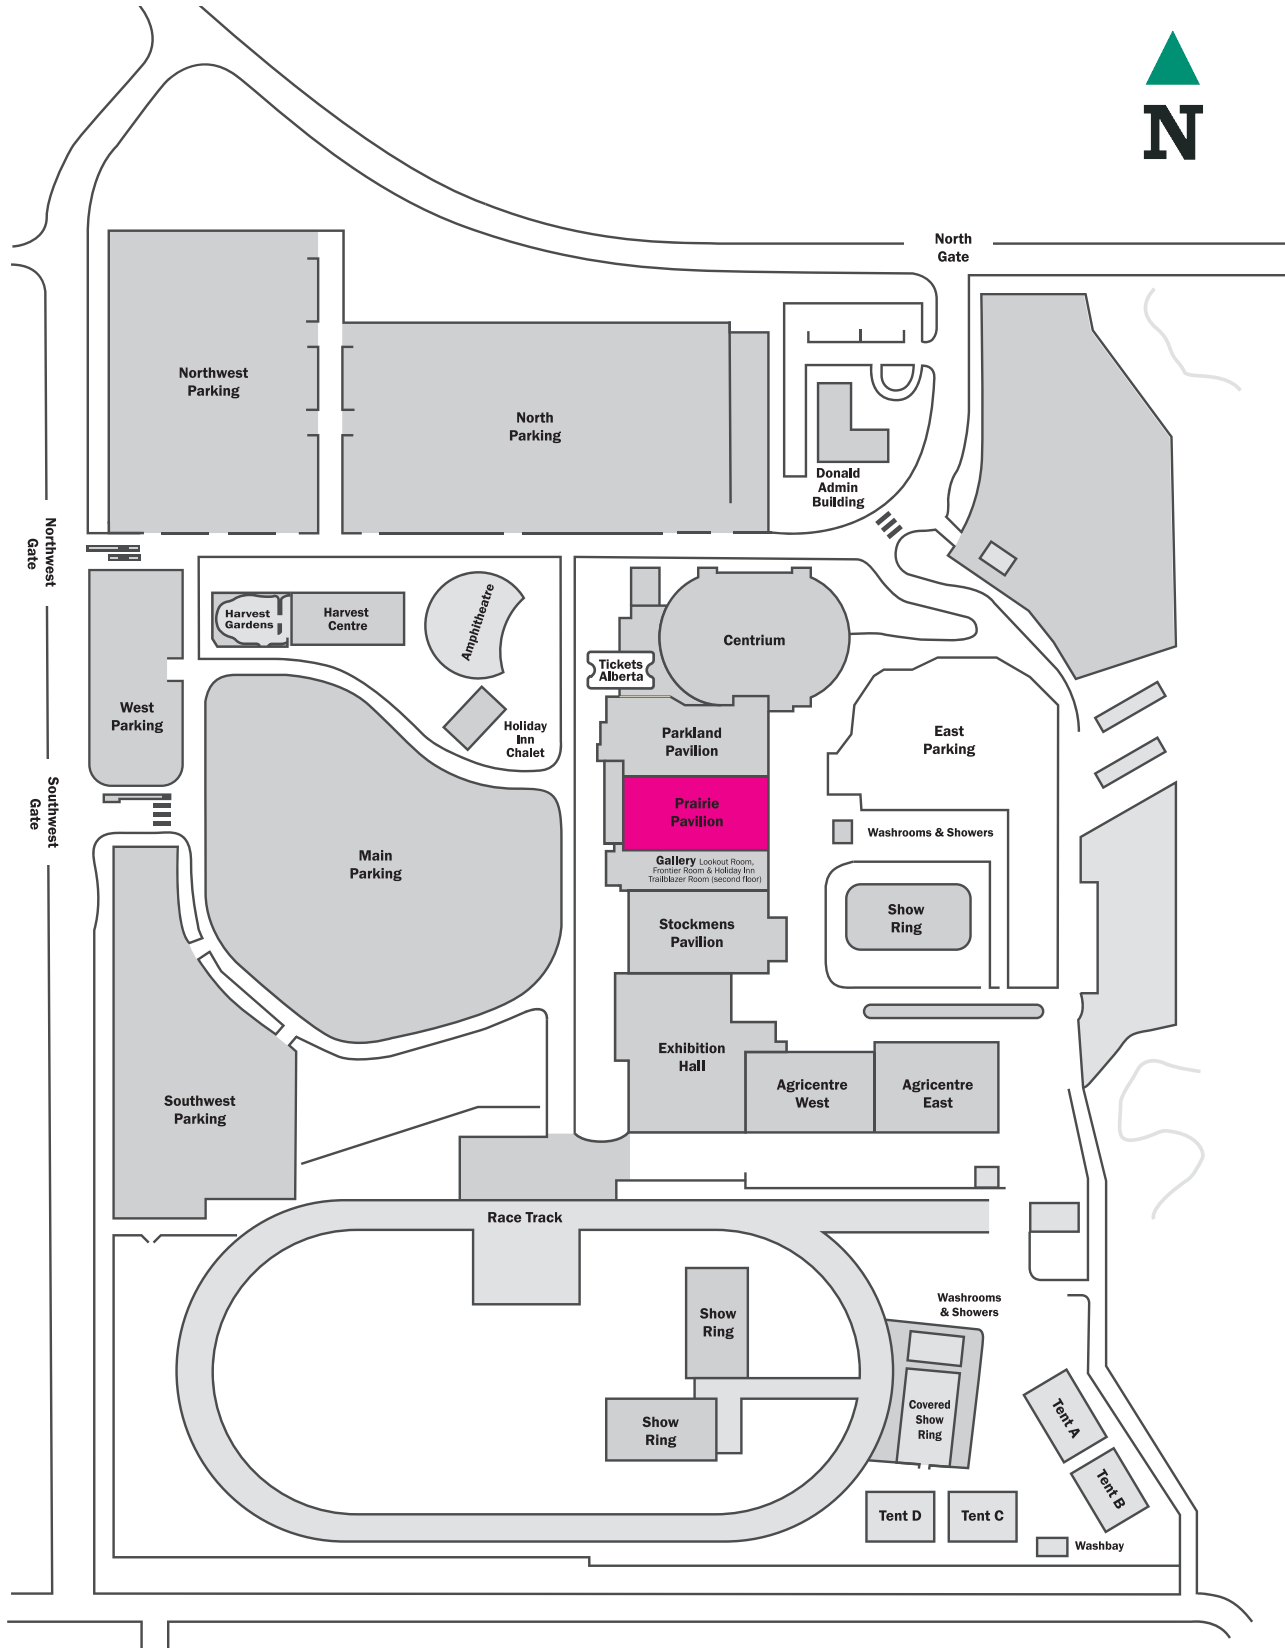 N
North
Gate
Northwest
Parking
North
Parking
Donald
Admin
Building
Northwest
Gate
Harvest
Gardens
Harvest
Centre
Amphitheatre
Centrium
Tickets
Alberta
West
Parking
Holiday
Inn
Chalet
Parkland
Pavilion
East
Parking
Southwest
Gate
Prairie
Pavilion
Washrooms & Showers
Main
Parking
Gallery Lookout Room,
Frontier Room & Holiday Inn
Trailblazer Room (second floor)
Show
Ring
Stockmens
Pavilion
Exhibition
Hall
Agricentre
West
Agricentre
East
Southwest
Parking
Race Track
Washrooms
& Showers
Show
Ring
Covered
Show
Ring
Show
Ring
Tent A
Tent B
Tent D
Tent C
Washbay